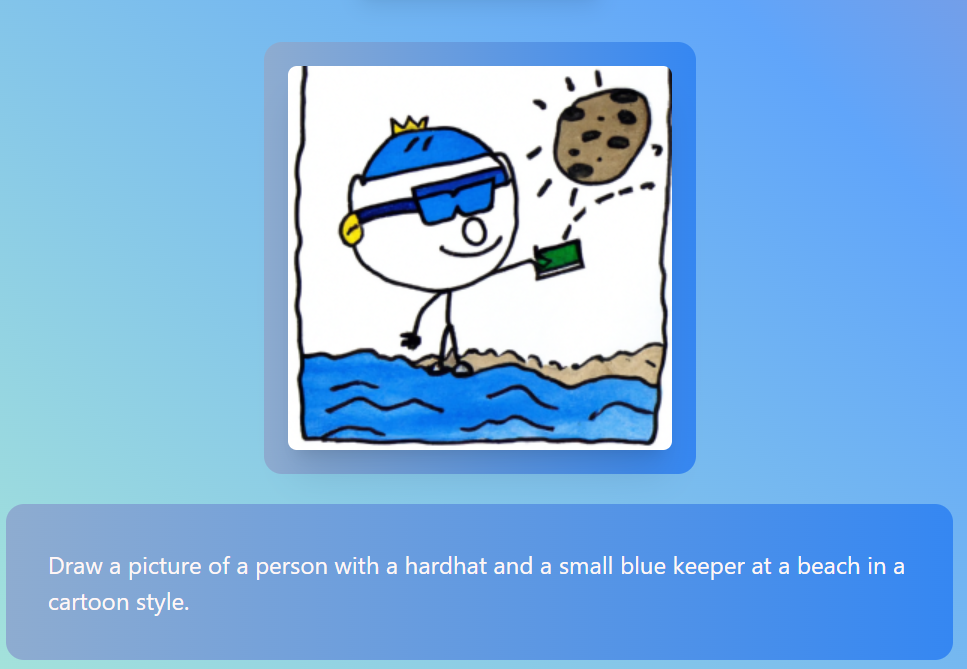 Draw a picture of a person with a hardhat and a small blue keeper at a beach in a
cartoon style.